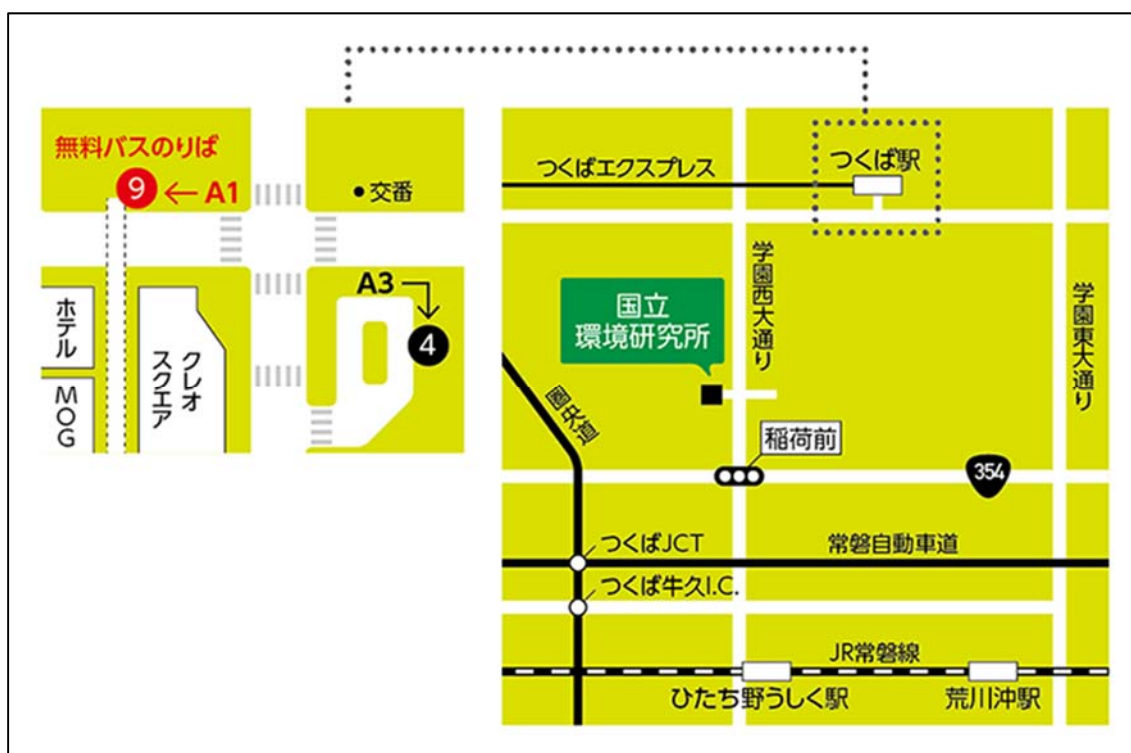 無料バスのりば
9 ← A1
交番
A3
4
ホテル
MOG
クレオ
スクエア
つくばエクスプレス
つくば駅
学園西大通り
学園東大通り
国立
環境研究所
圏央道
稲荷前
354
つくばJCT
常磐自動車道
つくば牛久I.C.
JR常磐線
ひたち野うしく駅
荒川沖駅